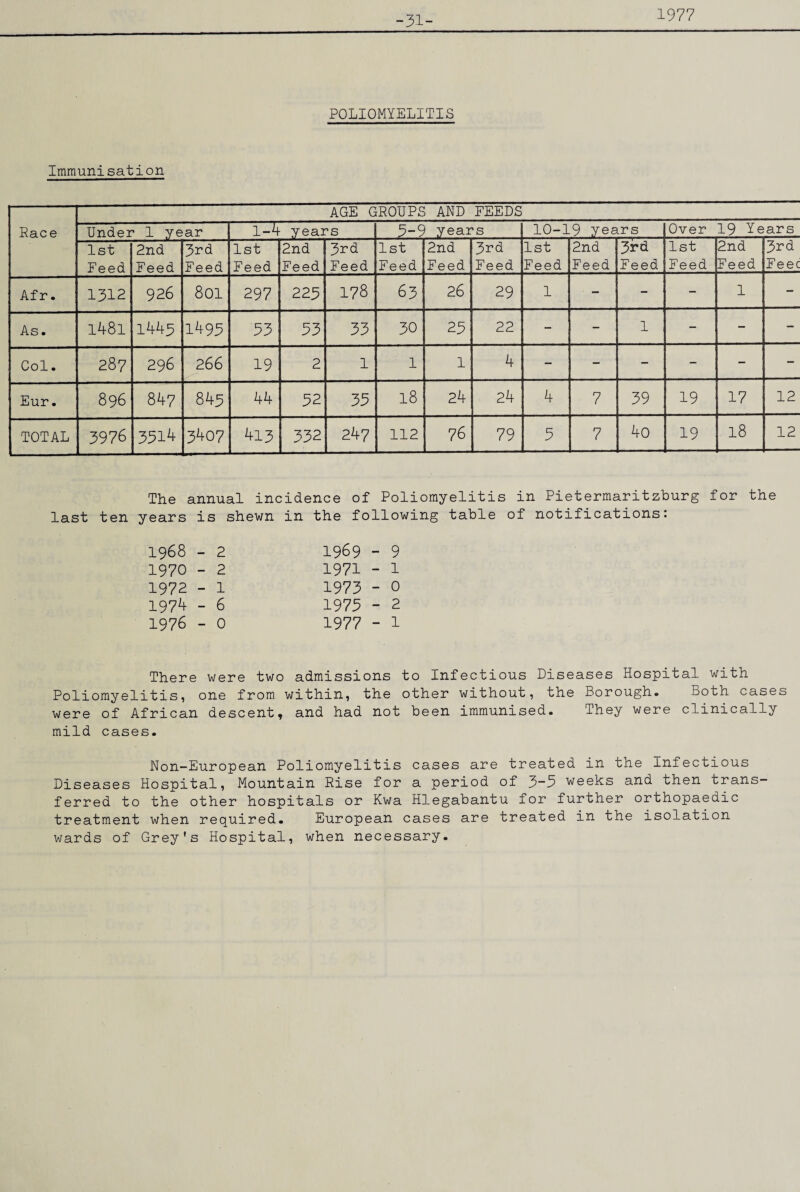 -31-
1977
POLIOMYELITIS
Immunisation
Race | AGE GROUPS AND FEEDS
Under 1 year | 1-4 years | 5-9 years | 10-19 years | Over 19 Years
1st Feed | 2nd Feed | 3rd Feed | 1st Feed | 2nd Feed | 3rd Feed | 1st Feed | 2nd Feed | 3rd Feed | 1st Feed | 2nd Feed | 3rd Feed | 1st Feed | 2nd Feed | 3rd Feed
Afr. | 1312 | 926 | 801 | 297 | 225 | 178 | 63 | 26 | 29 | 1 | - | - | - | 1 | -
As. | 1481 | 1445 | 1495 | 53 | 53 | 33 | 30 | 25 | 22 | - | - | 1 | - | - | -
Col. | 287 | 296 | 266 | 19 | 2 | 1 | 1 | 1 | 4 | - | - | - | - | - | -
Eur. | 896 | 847 | 845 | 44 | 52 | 35 | 18 | 24 | 24 | 4 | 7 | 39 | 19 | 17 | 12
TOTAL | 3976 | 3514 | 3407 | 413 | 332 | 247 | 112 | 76 | 79 | 5 | 7 | 40 | 19 | 18 | 12
The annual incidence of Poliomyelitis in Pietermaritzburg for the
last ten years is shewn in the following table of notifications:
1968 - 2 1969 - 9
1970 - 2 1971 - 1
1972 - 1 1973 - 0
1974 - 6 1975 - 2
1976 - 0 1977 - 1
There were two admissions to Infectious Diseases Hospital with
Poliomyelitis, one from within, the other without, the Borough. Both cases
were of African descent, and had not been immunised. They were clinically
mild cases.
Non-European Poliomyelitis cases are treated in the Infectious
Diseases Hospital, Mountain Rise for a period of 3-5 weeks and then trans-
ferred to the other hospitals or Kwa Hlegabantu for further orthopaedic
treatment when required. European cases are treated in the isolation
wards of Grey's Hospital, when necessary.